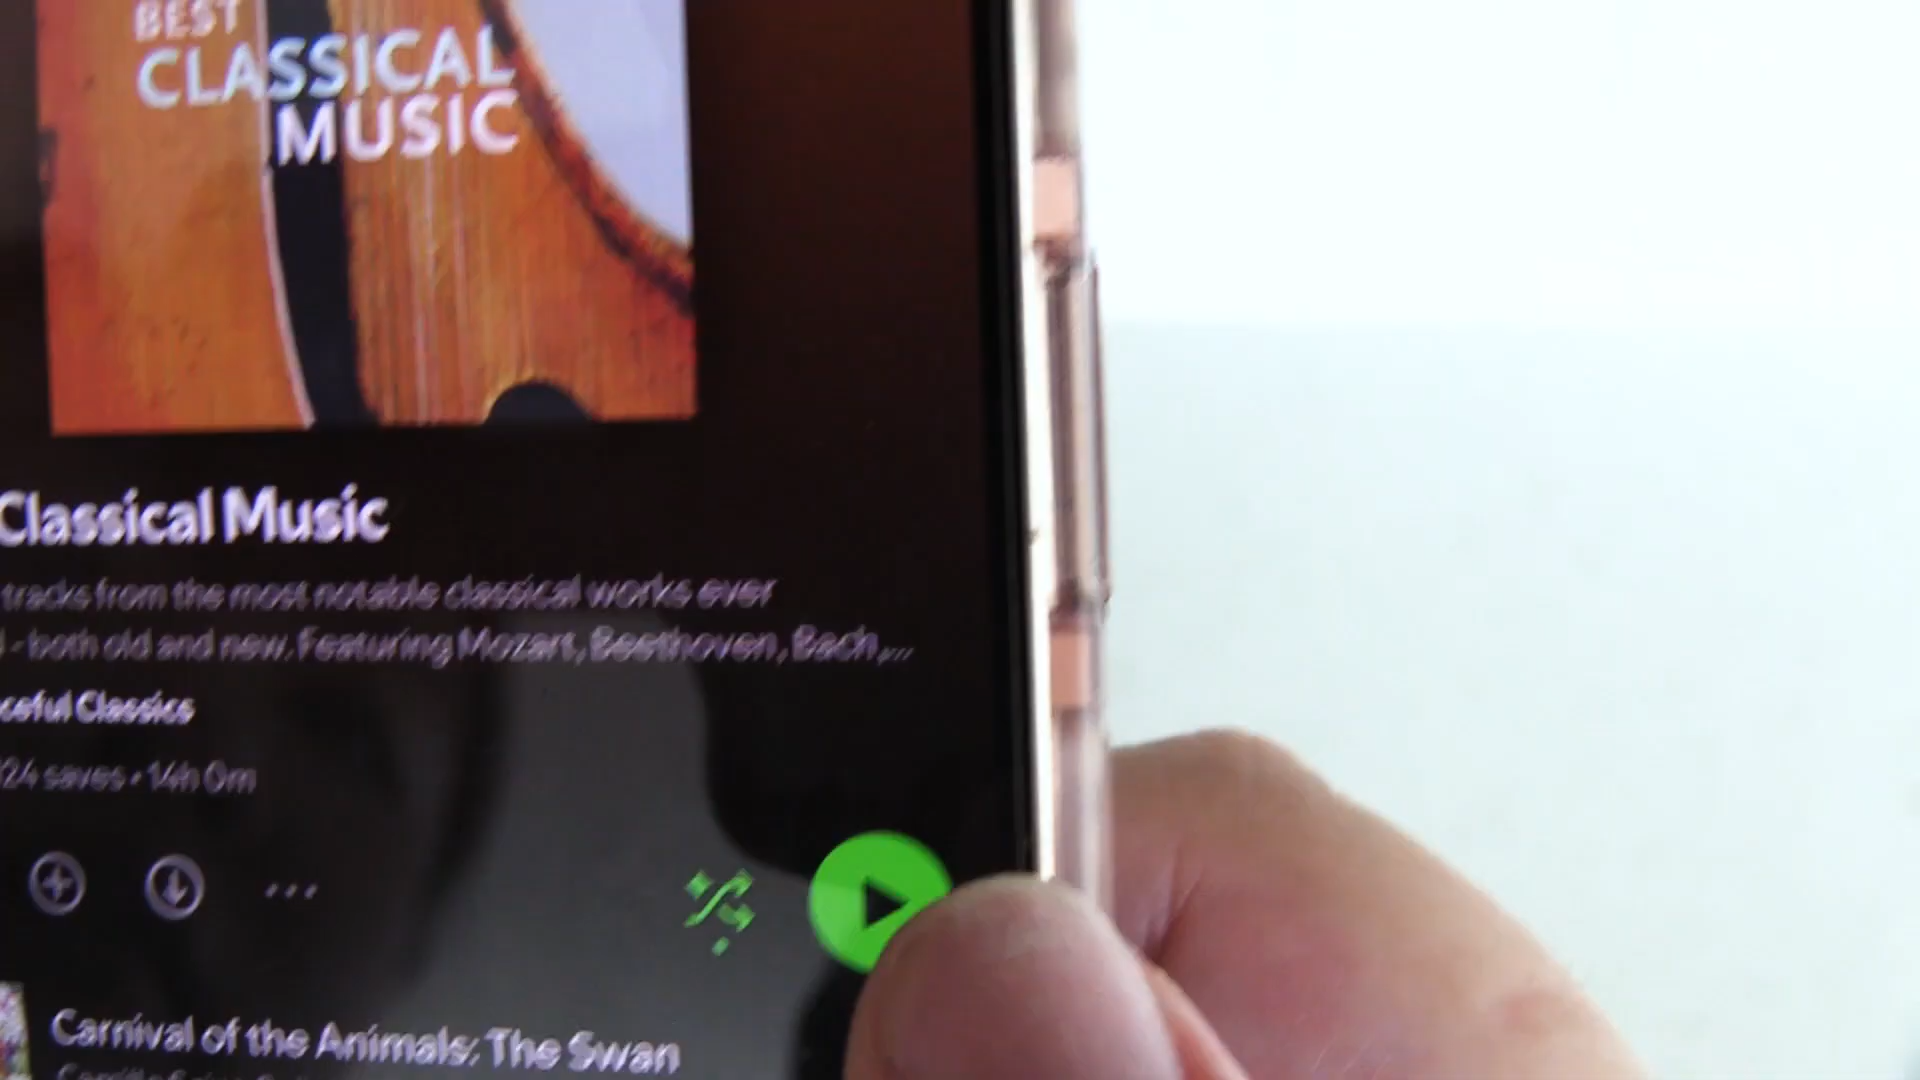 BEST
CLASSICAL
MUSIC
Classical Music
tracks from the most notable classical works ever
- both old and new. Featuring Mozart, Beethoven, Bach,...
Classics
24 saves • 14h 0m
Carnival of the Animals: The Swan